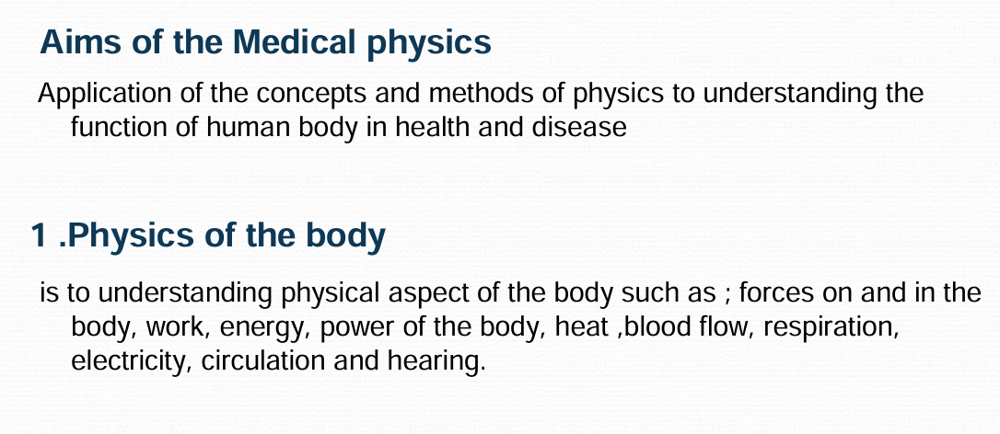 Aims of the Medical physics
Application of the concepts and methods of physics to understanding the
function of human body in health and disease
1 .Physics of the body
is to understanding physical aspect of the body such as ; forces on and in the
body, work, energy, power of the body, heat ,blood flow, respiration,
electricity, circulation and hearing.